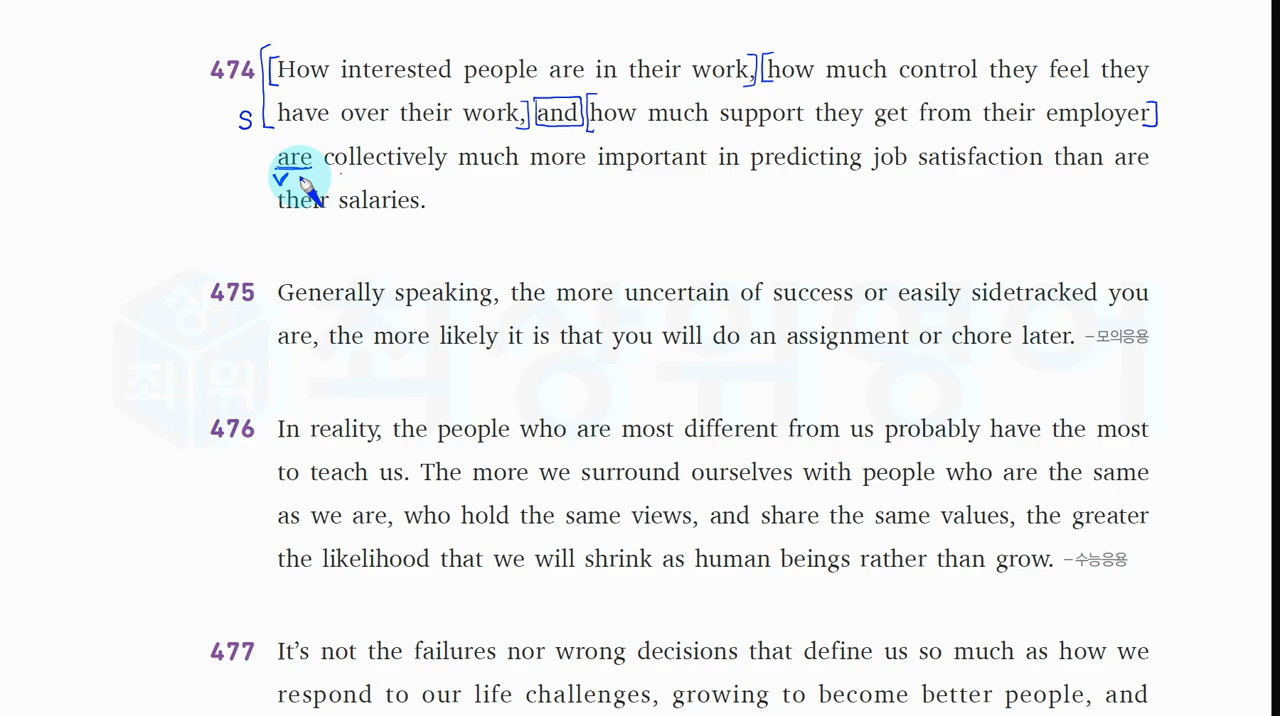 474 How interested people are in their work, how much control they feel they
S have over their work, and how much support they get from their employer
are collectively much more important in predicting job satisfaction than are
V
their salaries.
475 Generally speaking, the more uncertain of success or easily sidetracked you
are, the more likely it is that you will do an assignment or chore later. –모의응용
최상위영어
상
최위
476 In reality, the people who are most different from us probably have the most
to teach us. The more we surround ourselves with people who are the same
as we are, who hold the same views, and share the same values, the greater
the likelihood that we will shrink as human beings rather than grow. –수능응용
477 It's not the failures nor wrong decisions that define us so much as how we
respond to our life challenges, growing to become better people, and